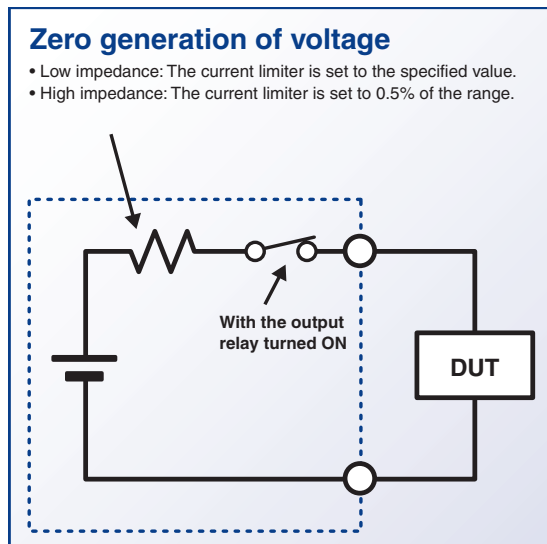 Zero generation of voltage
• Low impedance: The current limiter is set to the specified value.
• High impedance: The current limiter is set to 0.5% of the range.
With the output
relay turned ON
DUT